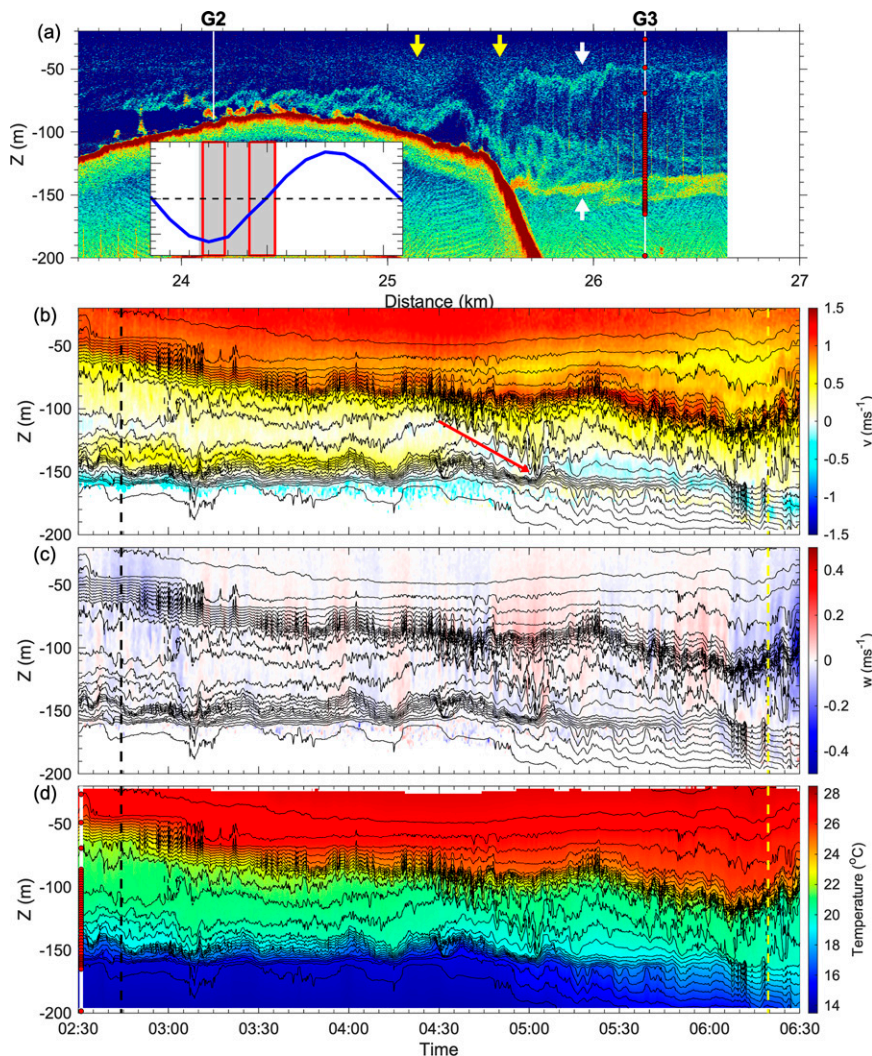 G2 G3
(a)
-50
-100
-150
-200
Z (m)
24 25 26 27
Distance (km)
(b)
-50
-100
-150
-200
Z (m)
1.5
1
0.5
0
-0.5
-1
-1.5
v (ms-1)
(c)
-50
-100
-150
-200
Z (m)
0.4
0.2
0
-0.2
-0.4
w (ms-1)
(d)
-50
-100
-150
-200
Z (m)
28
26
24
22
20
18
16
14
Temperature (°C)
02:30 03:00 03:30 04:00 04:30 05:00 05:30 06:00 06:30
Time